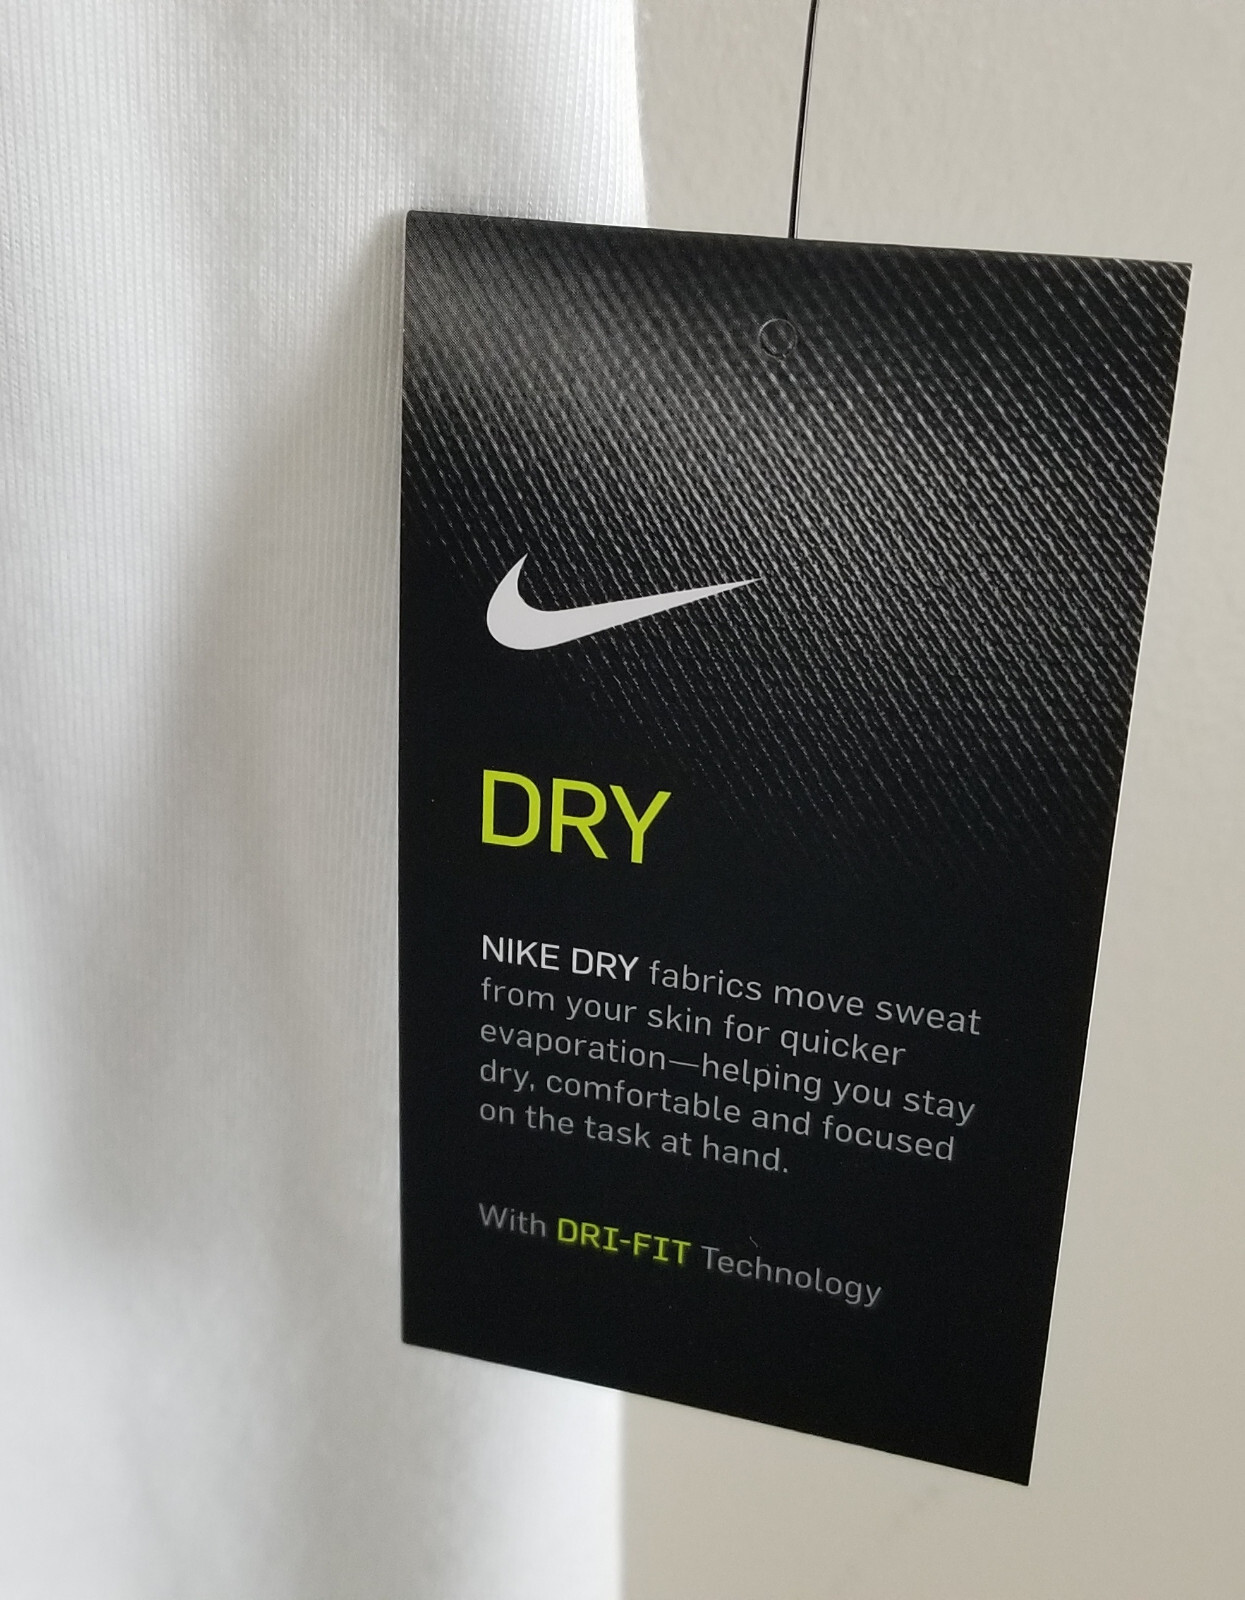 DRY
NIKE DRY fabrics move sweat
from your skin for quicker
evaporation—helping you stay
dry, comfortable and focused
on the task at hand.
With DRI-FIT Technology